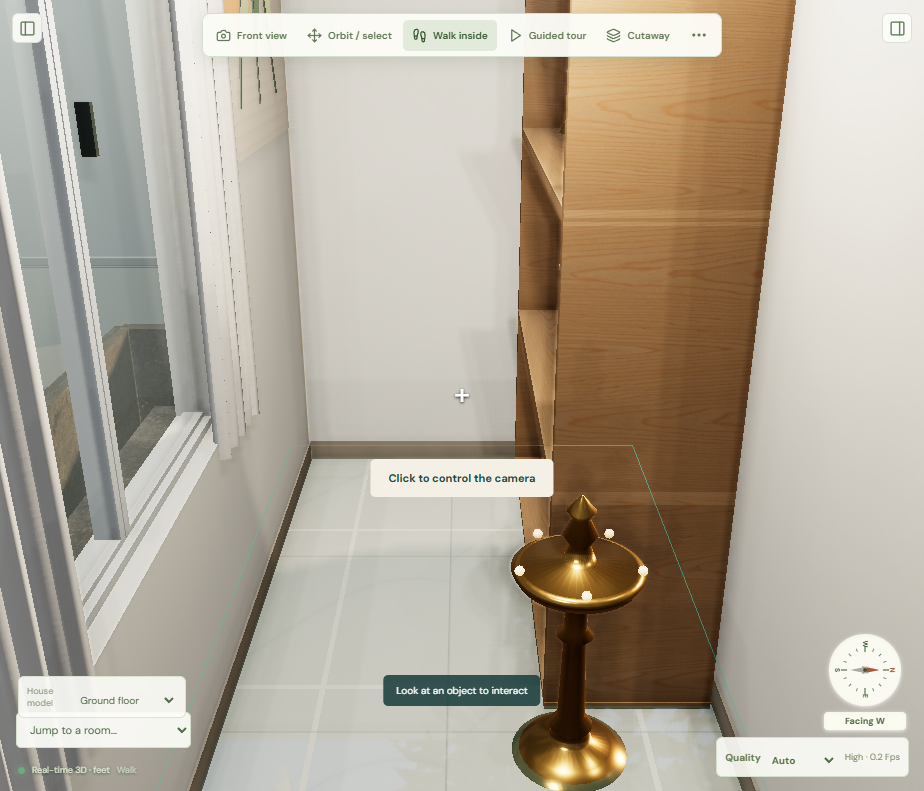 Front view
Orbit / select
Walk inside
Guided tour
Cutaway
Click to control the camera
Look at an object to interact
House model
Ground floor
Jump to a room...
Real-time 3D · feet Walk
W
S
N
E
Facing W
Quality
Auto
High · 0.2 Fps